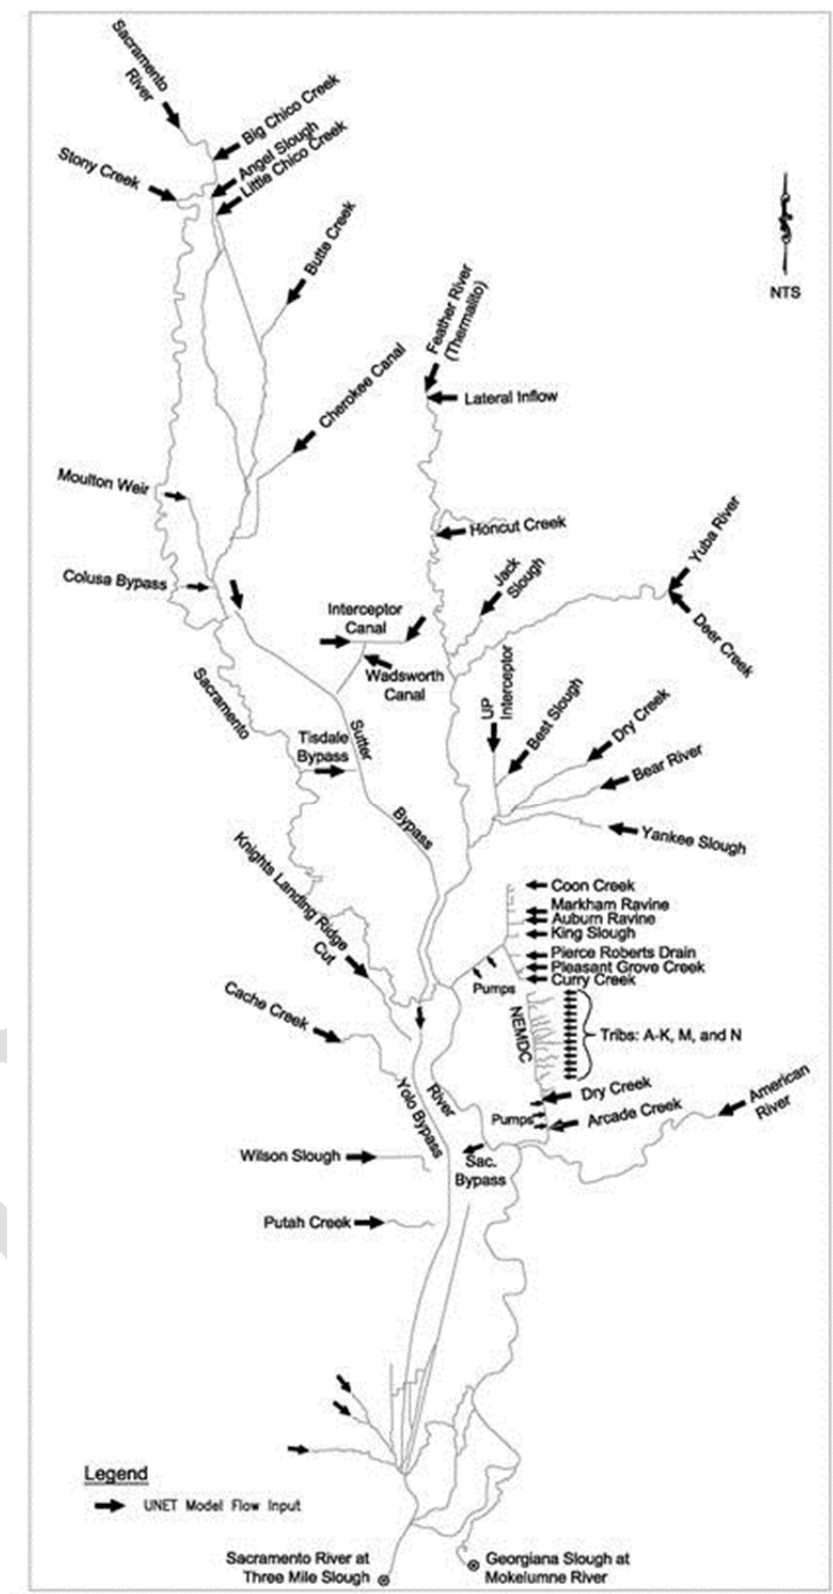 Sacramento
River
Big Chico Creek
Angel Slough
Little Chico Creek
Stony Creek
Butte Creek
NTS
Feather River
(Thermalito)
Lateral Inflow
Cherokee Canal
Moulton Weir
Honcut Creek
Yuba River
Jack
Slough
Colusa Bypass
Interceptor
Canal
Deer Creek
Wadsworth
Canal
Sacramento
UP
Interceptor
Best Slough
Dry Creek
Tisdale
Bypass
Sutter
Bear River
Bypass
Yankee Slough
Knights Landing Ridge
Cut
Coon Creek
Markham Ravine
Auburn Ravine
King Slough
Pierce Roberts Drain
Pleasant Grove Creek
Curry Creek
Pumps
Cache Creek
NEMDC
Tribs: A-K, M, and N
Yolo Bypass
River
Dry Creek
American
River
Pumps
Arcade Creek
Wilson Slough
Sac.
Bypass
Putah Creek
Legend
UNET Model Flow Input
Sacramento River at
Three Mile Slough
Georgiana Slough at
Mokelumne River